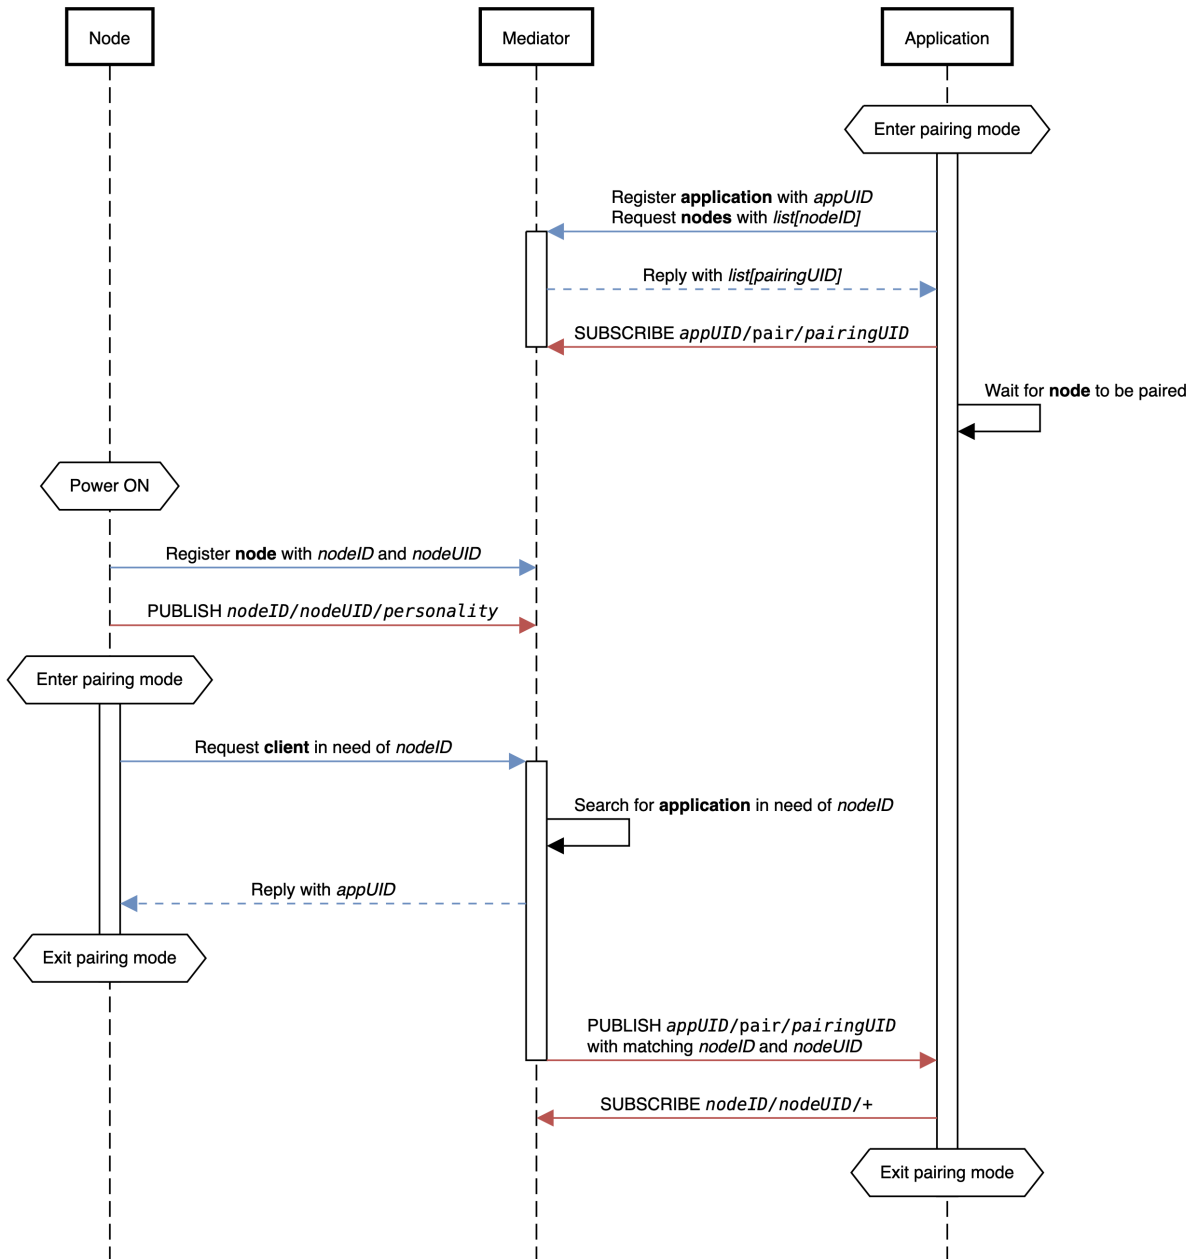 Node
Mediator
Application
Enter pairing mode
Register application with appUID
Request nodes with list[nodeID]
Reply with list[pairingUID]
SUBSCRIBE appUID/pair/pairingUID
Wait for node to be paired
Power ON
Register node with nodeID and nodeUID
PUBLISH nodeID/nodeUID/personality
Enter pairing mode
Request client in need of nodeID
Search for application in need of nodeID
Reply with appUID
Exit pairing mode
PUBLISH appUID/pair/pairingUID
with matching nodeID and nodeUID
SUBSCRIBE nodeID/nodeUID/+
Exit pairing mode